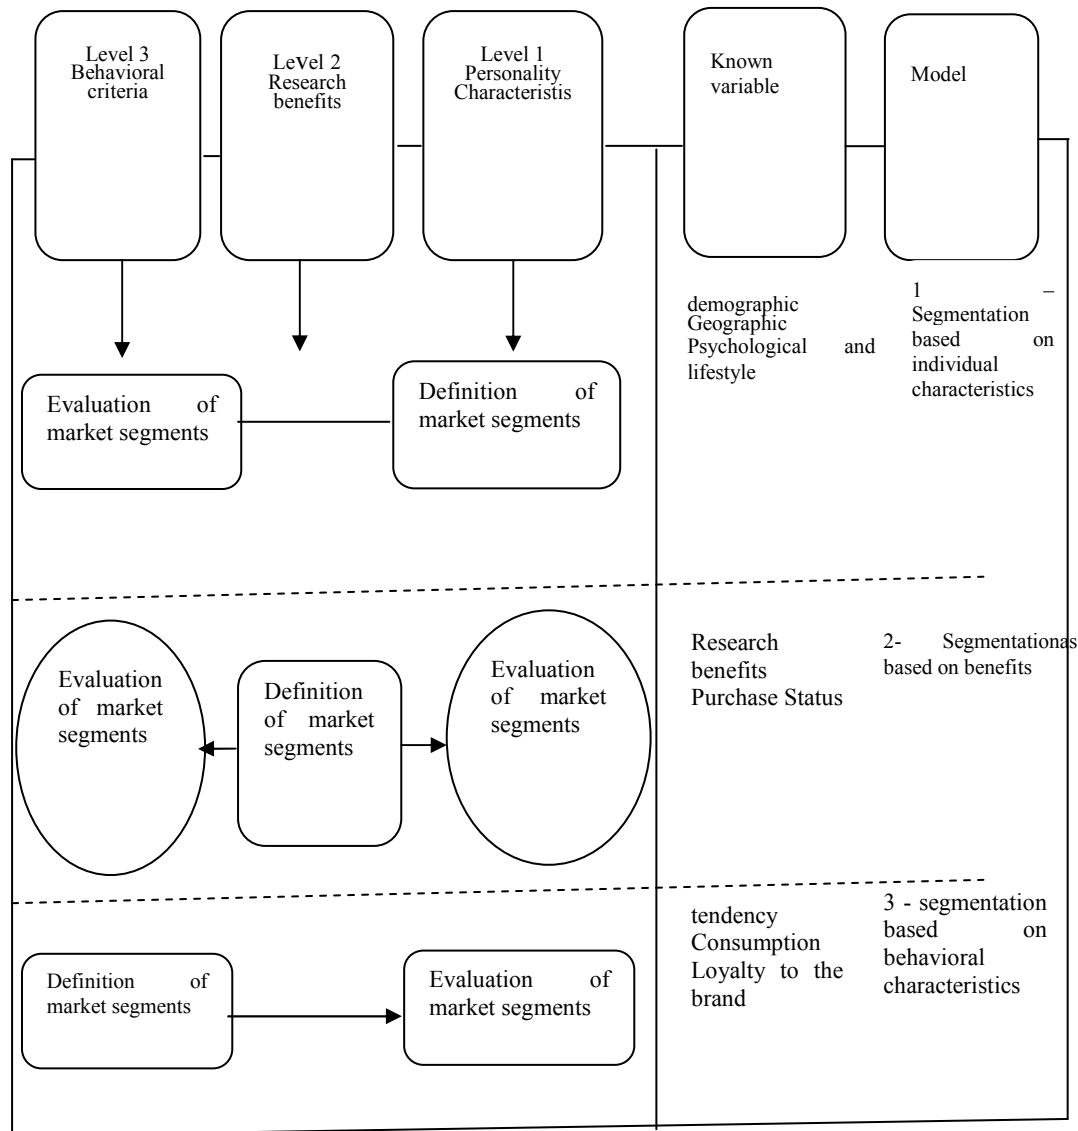 Level 3
Behavioral
criteria
Level 2
Research
benefits
Level 1
Personality
Characteristis
Known
variable
Model
Evaluation of
market segments
Definition of
market segments
demographic
Geographic
Psychological and
lifestyle
1 –
Segmentation
based on
individual
characteristics
Evaluation
of market
segments
Definition
of market
segments
Evaluation
of market
segments
Research
benefits
Purchase Status
2- Segmentationas
based on benefits
Definition of
market segments
Evaluation of
market segments
tendency
Consumption
Loyalty to the
brand
3 - segmentation
based on
behavioral
characteristics